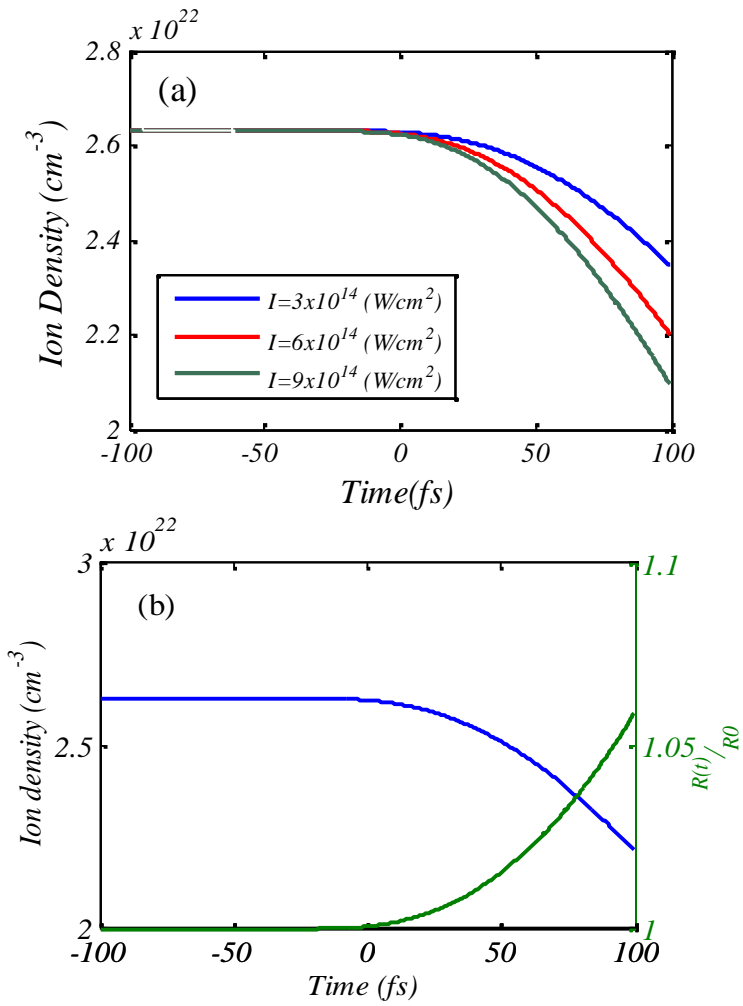 x 10^22
2.8
(a)
2.6
2.4
2.2
2
Ion Density (cm^-3)
I=3x10^14 (W/cm^2)
I=6x10^14 (W/cm^2)
I=9x10^14 (W/cm^2)
-100 -50 0 50 100
Time(fs)
x 10^22
3
(b)
2.5
2
Ion density (cm^-3)
1.1
1.05
1
R(t)/R0
-100 -50 0 50 100
Time (fs)